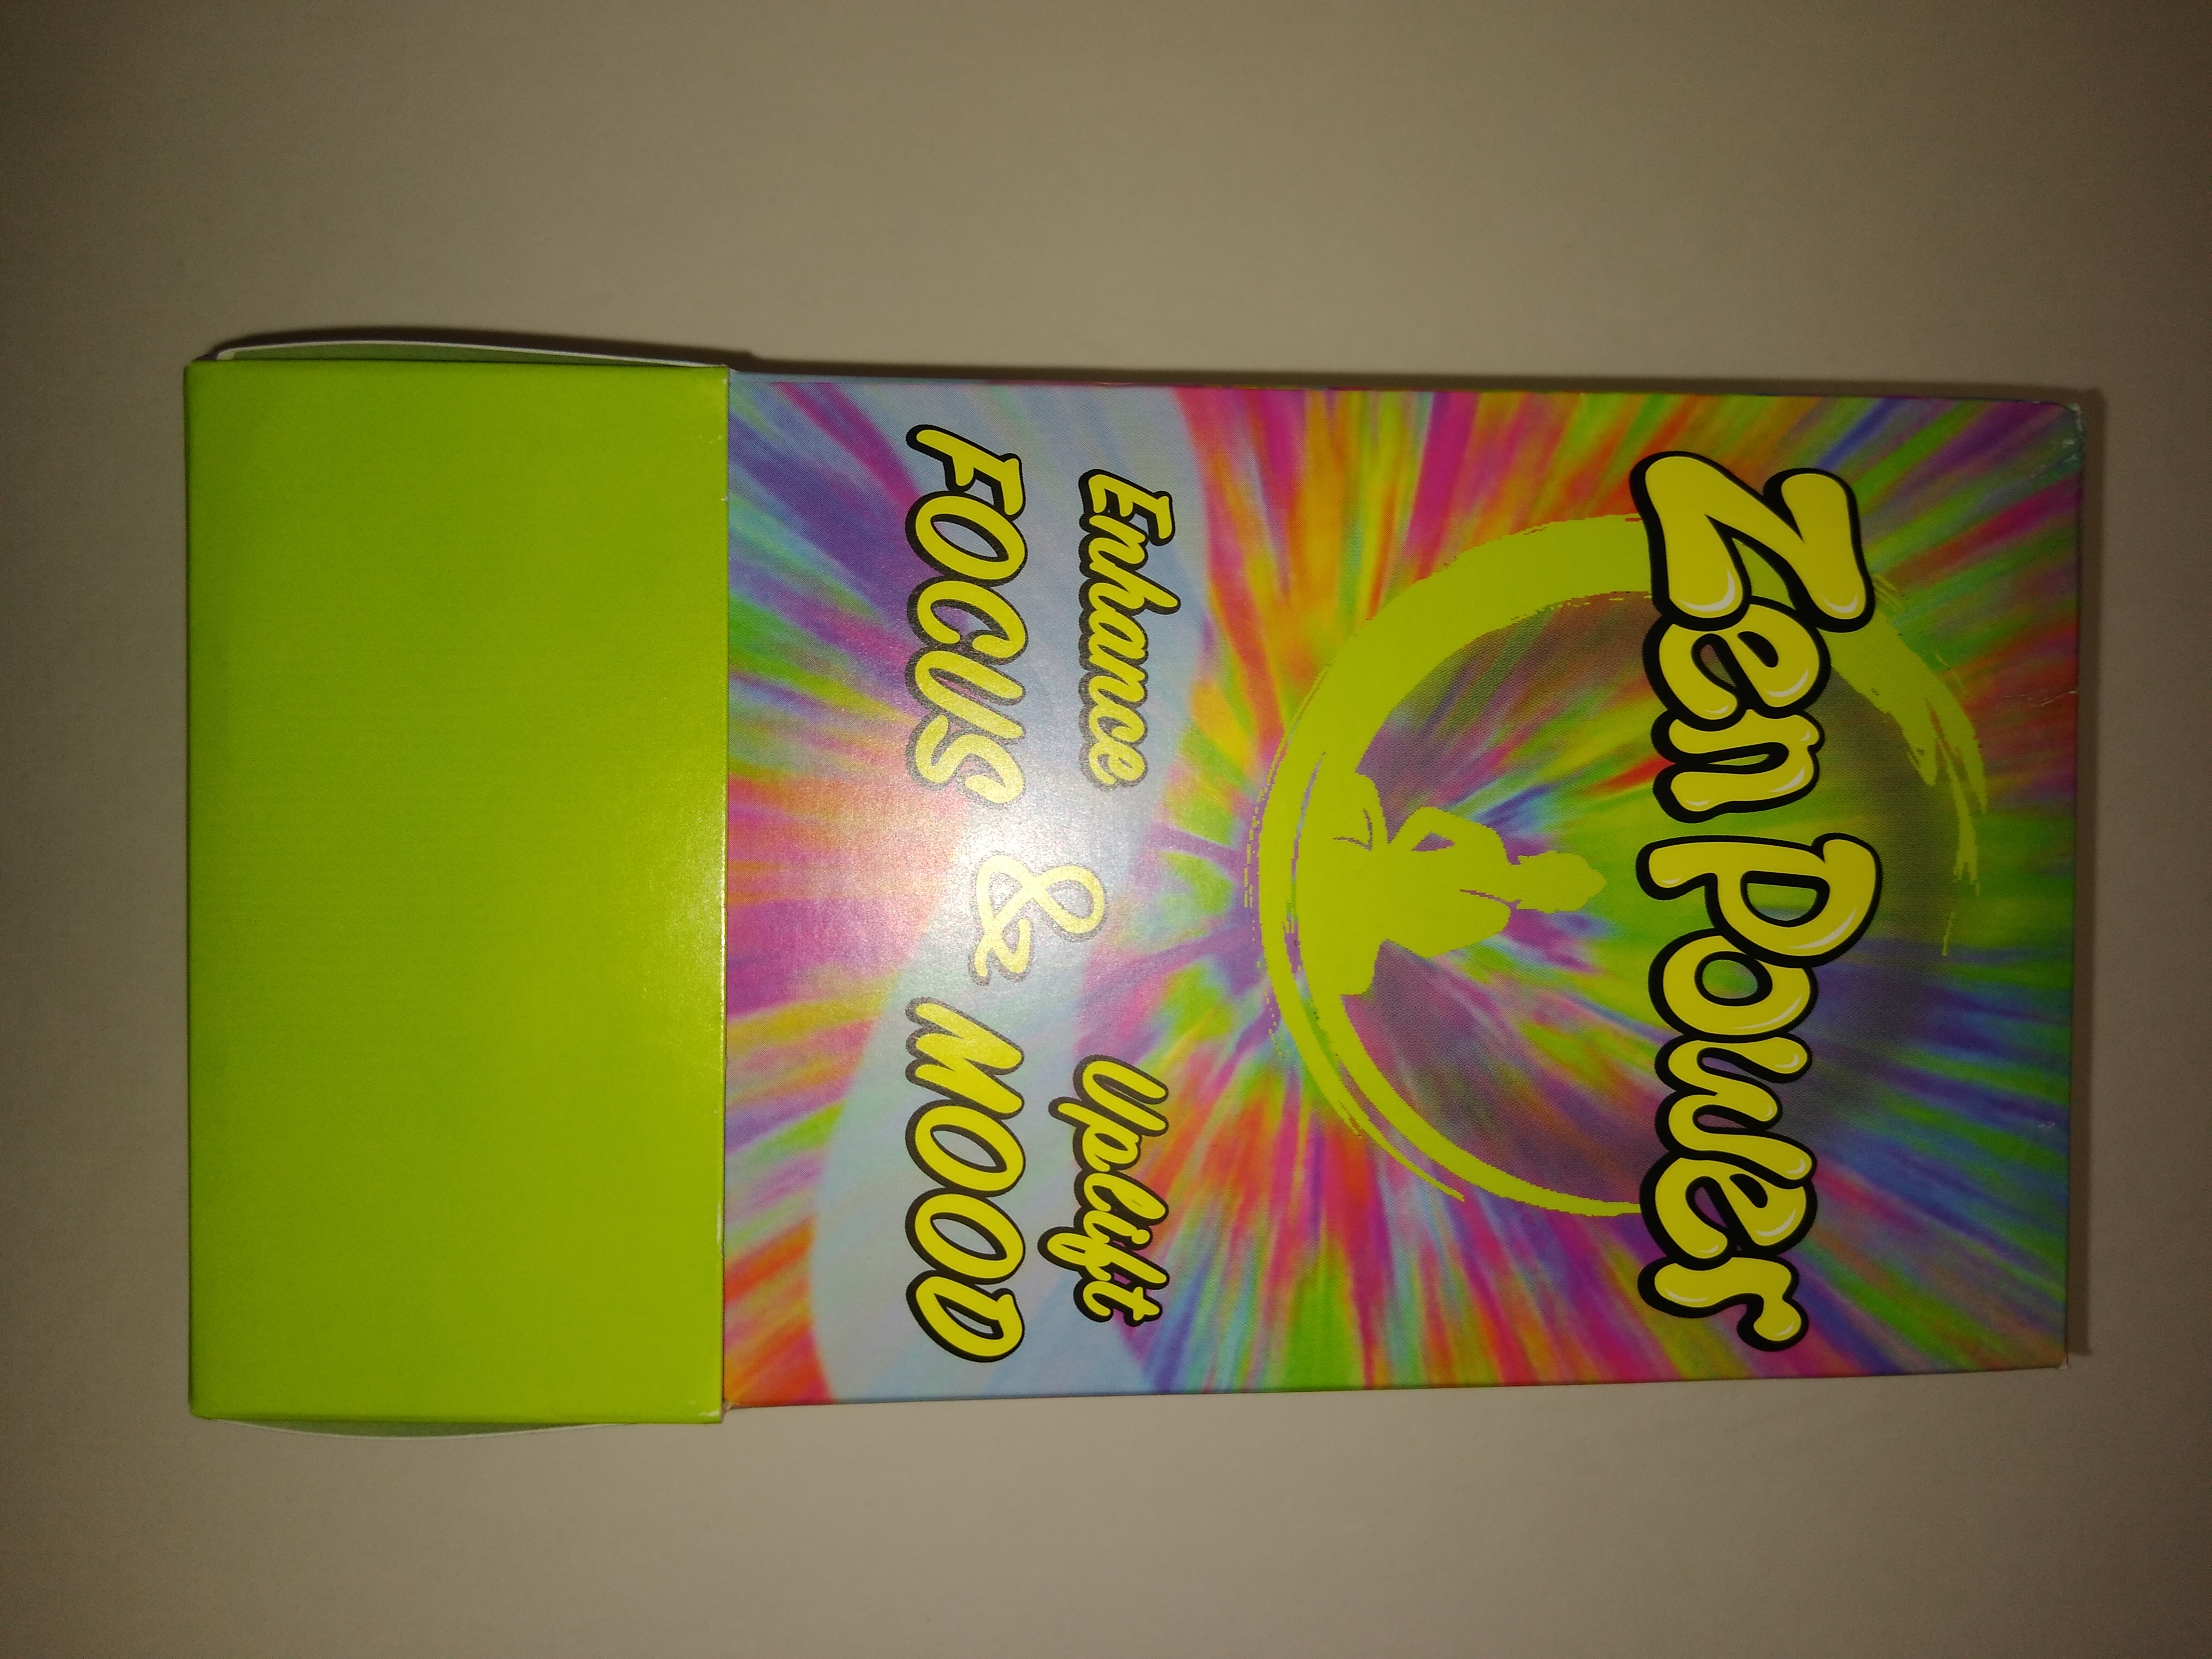 Zen Power
Enhance
FOCUS
&
Uplift
MOOD